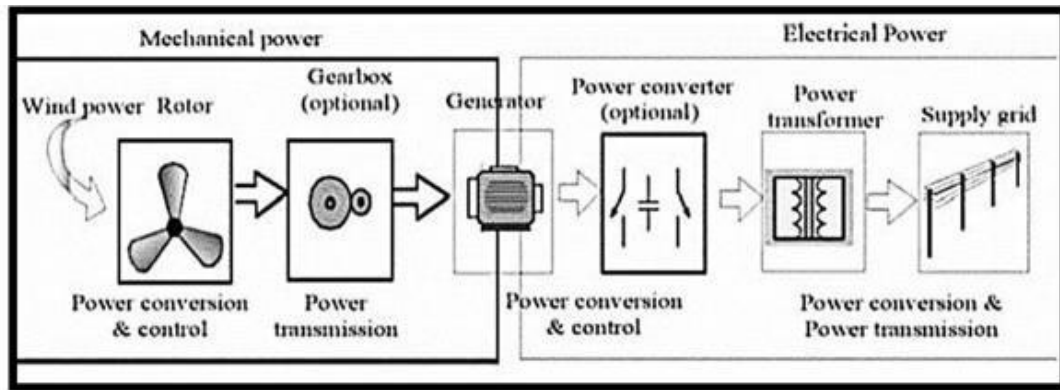 Mechanical power
Electrical Power
Wind power
Rotor
Gearbox
(optional)
Generator
Power converter
(optional)
Power
transformer
Supply grid
Power conversion
& control
Power
transmission
Power conversion
& control
Power conversion &
Power transmission